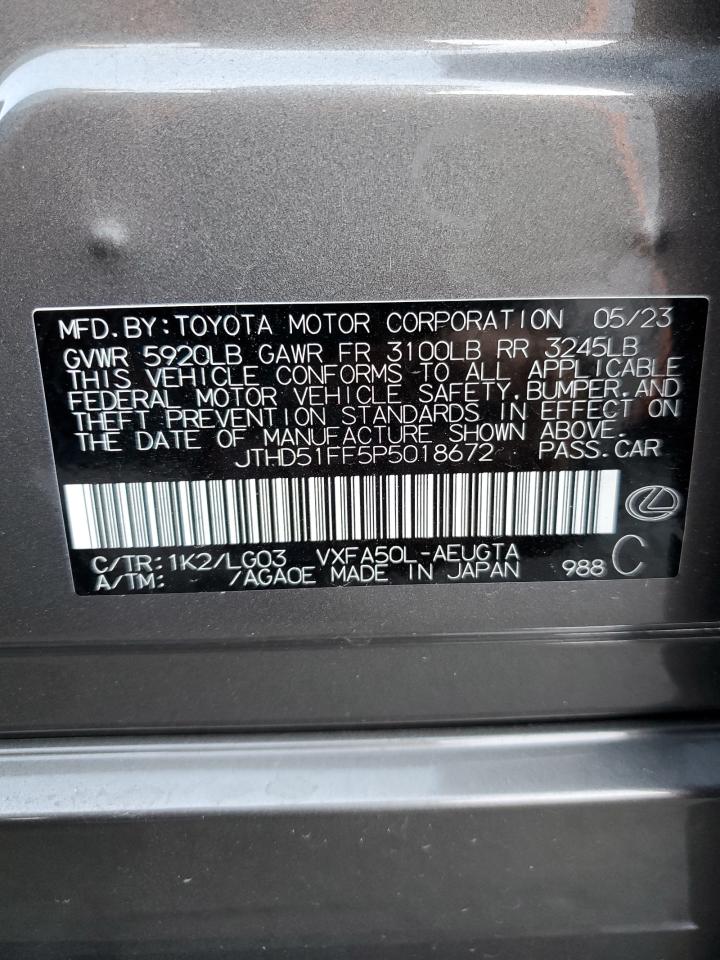 MFD.BY:TOYOTA MOTOR CORPORATION 05/23
GVWR 5920LB GAWR FR 3100LB RR 3245LB
THIS VEHICLE CONFORMS TO ALL APPLICABLE
FEDERAL MOTOR VEHICLE SAFETY,BUMPER,AND
THEFT PREVENTION STANDARDS IN EFFECT ON
THE DATE OF MANUFACTURE SHOWN ABOVE.
JTHD51FF5P5018672 PASS.CAR
C/TR:1K2/LG03 VXFA50L-AEUGTA
A/TM: /AGA0E MADE IN JAPAN 988 C